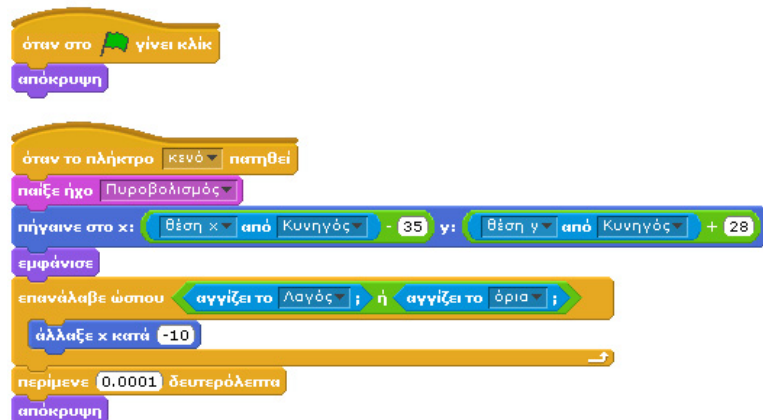 όταν στο γίνει κλίκ
απόκρυψη
όταν το πλήκτρο κενό πατηθεί
παίξε ήχο Πυροβολισμός
πήγαινε στο x: θέση x από Κυνηγός - 35 y: θέση y από Κυνηγός + 28
εμφάνισε
επανάλαβε ώσπου αγγίζει το Λαγός ; ή αγγίζει το όρια ;
άλλαξε x κατά -10
περίμενε 0.0001 δευτερόλεπτα
απόκρυψη